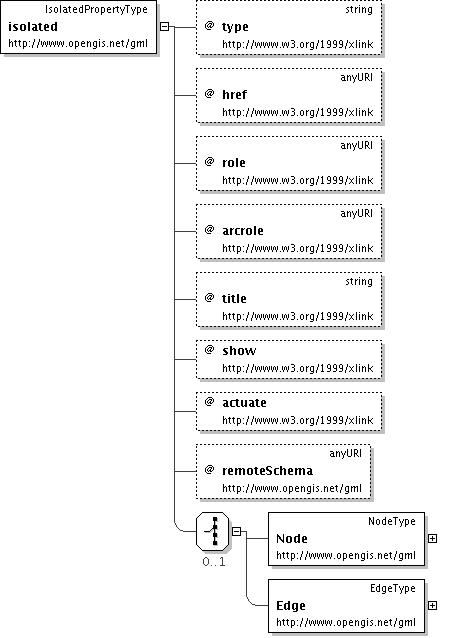 IsolatedPropertyType
isolated
http://www.opengis.net/gml
string
@ type
http://www.w3.org/1999/xlink
anyURI
@ href
http://www.w3.org/1999/xlink
anyURI
@ role
http://www.w3.org/1999/xlink
anyURI
@ arcrole
http://www.w3.org/1999/xlink
string
@ title
http://www.w3.org/1999/xlink
@ show
http://www.w3.org/1999/xlink
@ actuate
http://www.w3.org/1999/xlink
anyURI
@ remoteSchema
http://www.opengis.net/gml
0..1
NodeType
Node
http://www.opengis.net/gml
EdgeType
Edge
http://www.opengis.net/gml